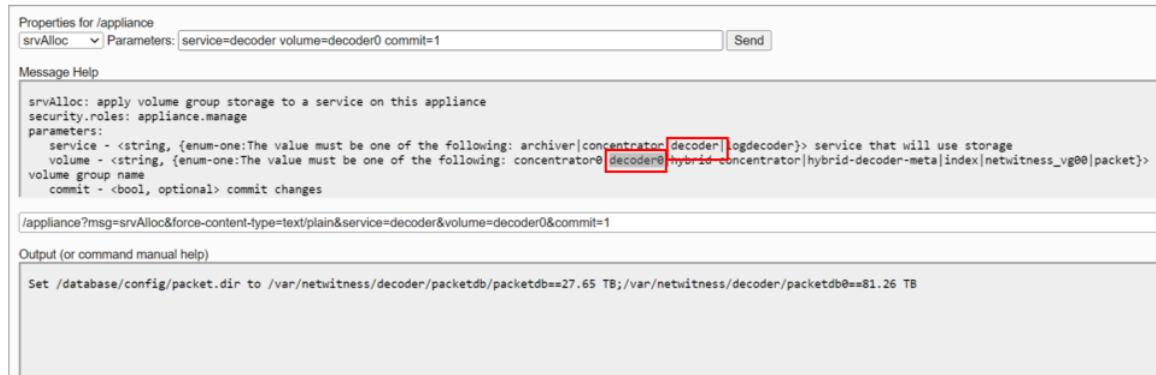 Properties for /appliance
srvAlloc Parameters: service=decoder volume=decoder0 commit=1 Send
Message Help
srvAlloc: apply volume group storage to a service on this appliance
security.roles: appliance.manage
parameters:
service - <string, {enum-one:The value must be one of the following: archiver|concentrator decoder|logdecoder}> service that will use storage
volume - <string, {enum-one:The value must be one of the following: concentrator0 decoder0 hybrid-concentrator|hybrid-decoder-meta|index|netwitness_vg00|packet}>
volume group name
commit - <bool, optional> commit changes
/appliance?msg=srvAlloc&force-content-type=text/plain&service=decoder&volume=decoder0&commit=1
Output (or command manual help)
Set /database/config/packet.dir to /var/netwitness/decoder/packetdb/packetdb==27.65 TB;/var/netwitness/decoder/packetdb0==81.26 TB